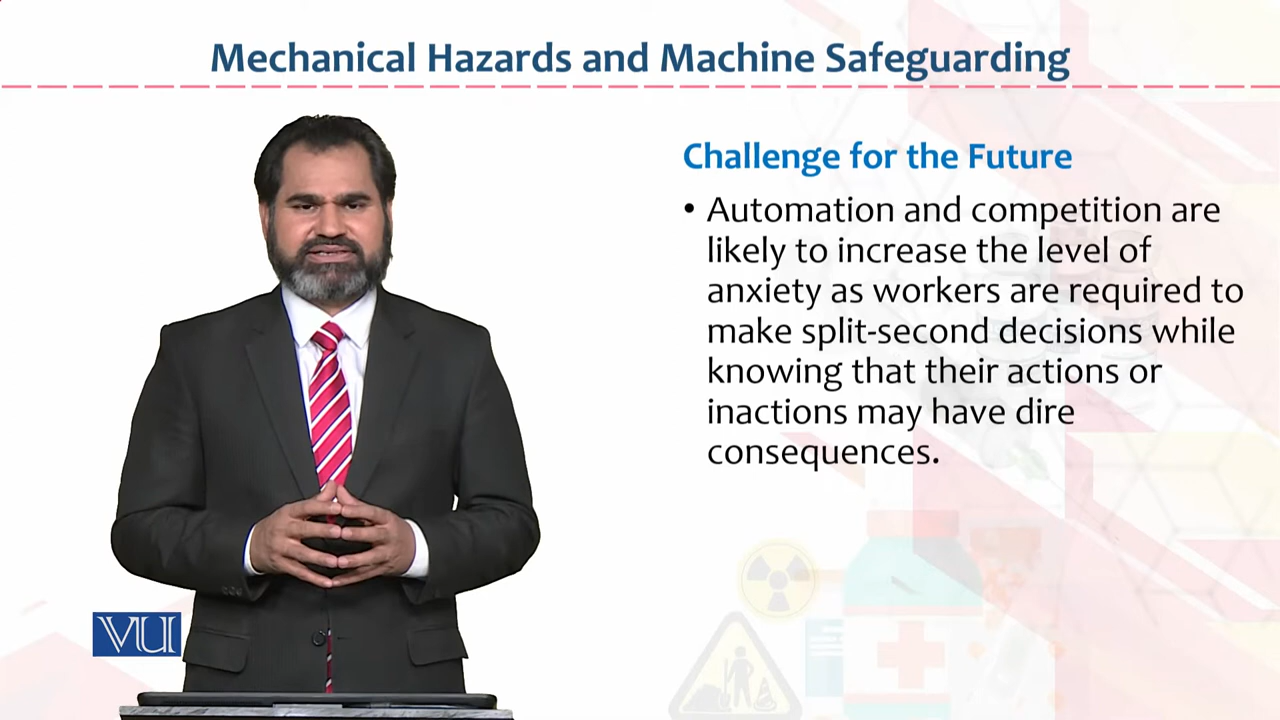 Mechanical Hazards and Machine Safeguarding
Challenge for the Future
• Automation and competition are
likely to increase the level of
anxiety as workers are required to
make split-second decisions while
knowing that their actions or
inactions may have dire
consequences.
VU